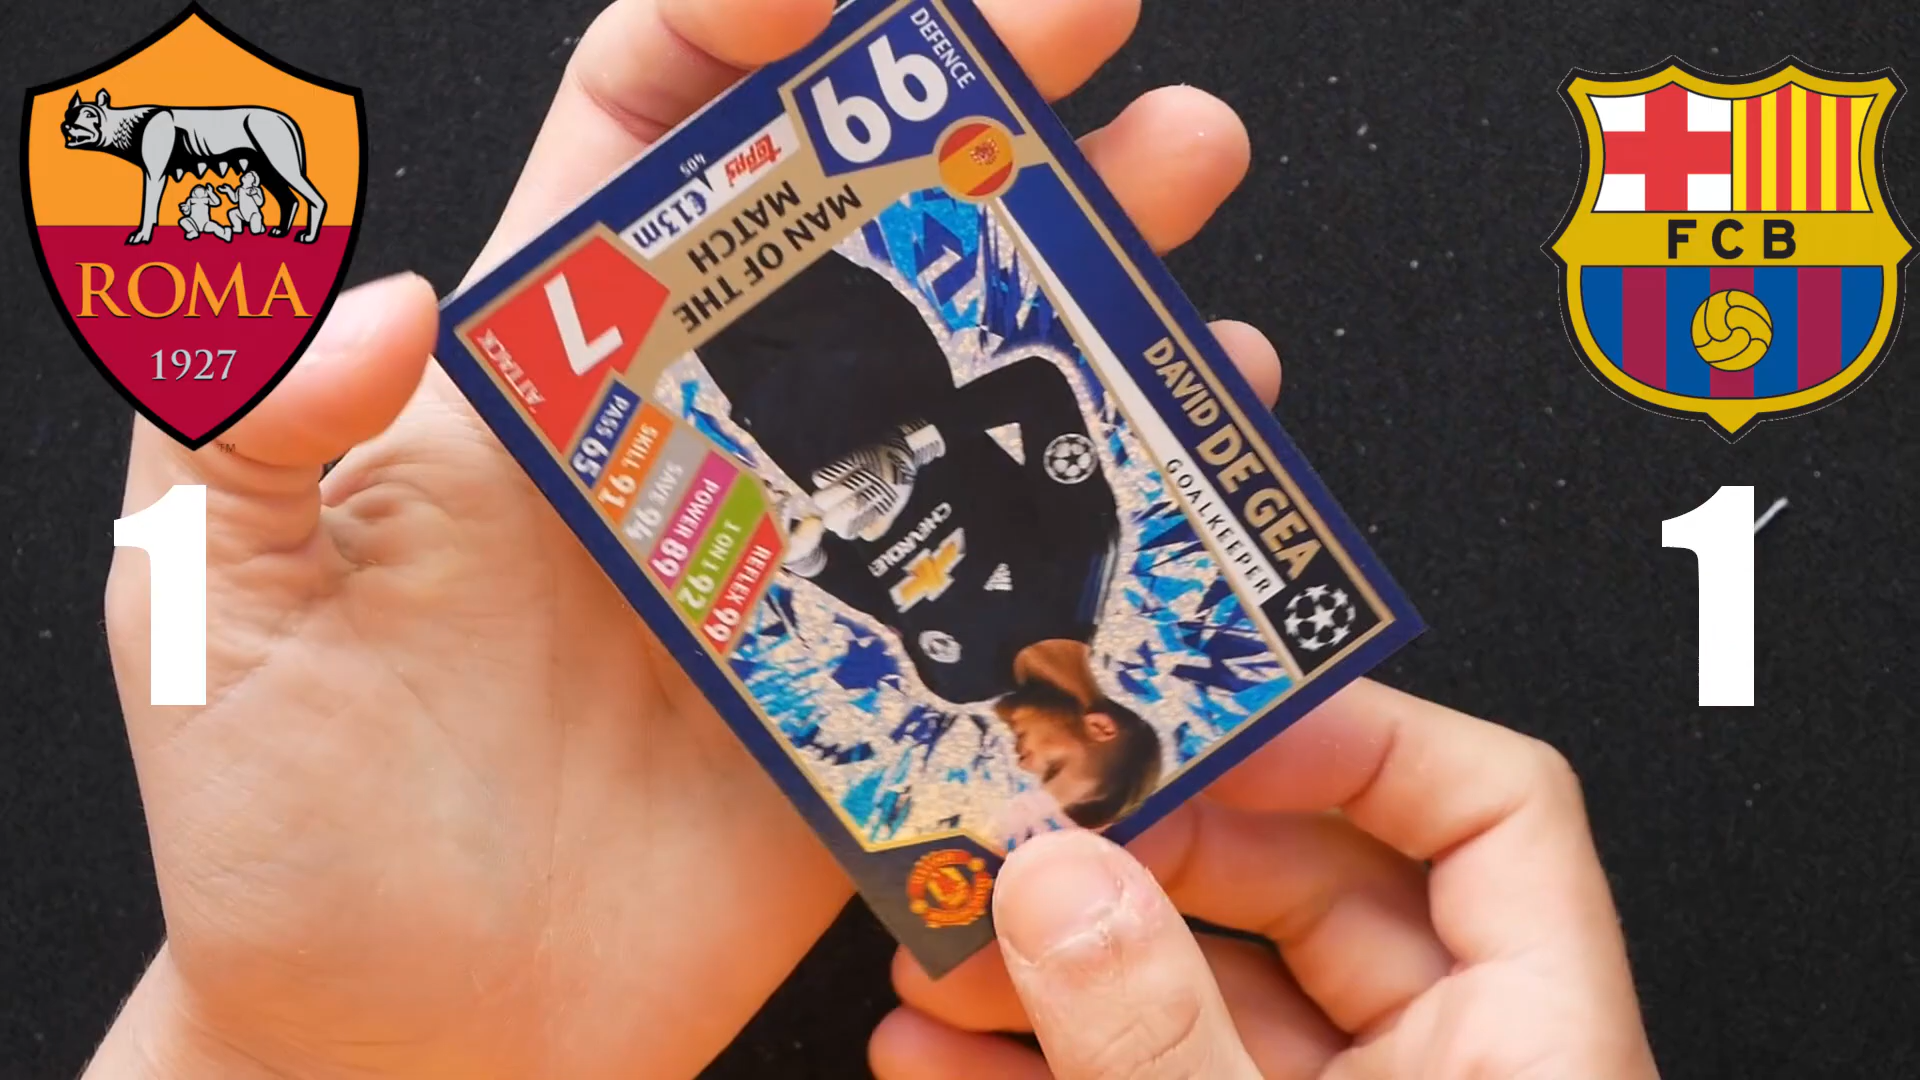 ROMA
1927
TM
1
FCB
1
DEFENCE
99
topps
405
€13m
MAN OF THE
MATCH
7
ATTACK
PASS 65
SKILL 91
SAVE 94
POWER 89
1 ON 1 92
REFLEX 99
DAVID DE GEA
GOALKEEPER